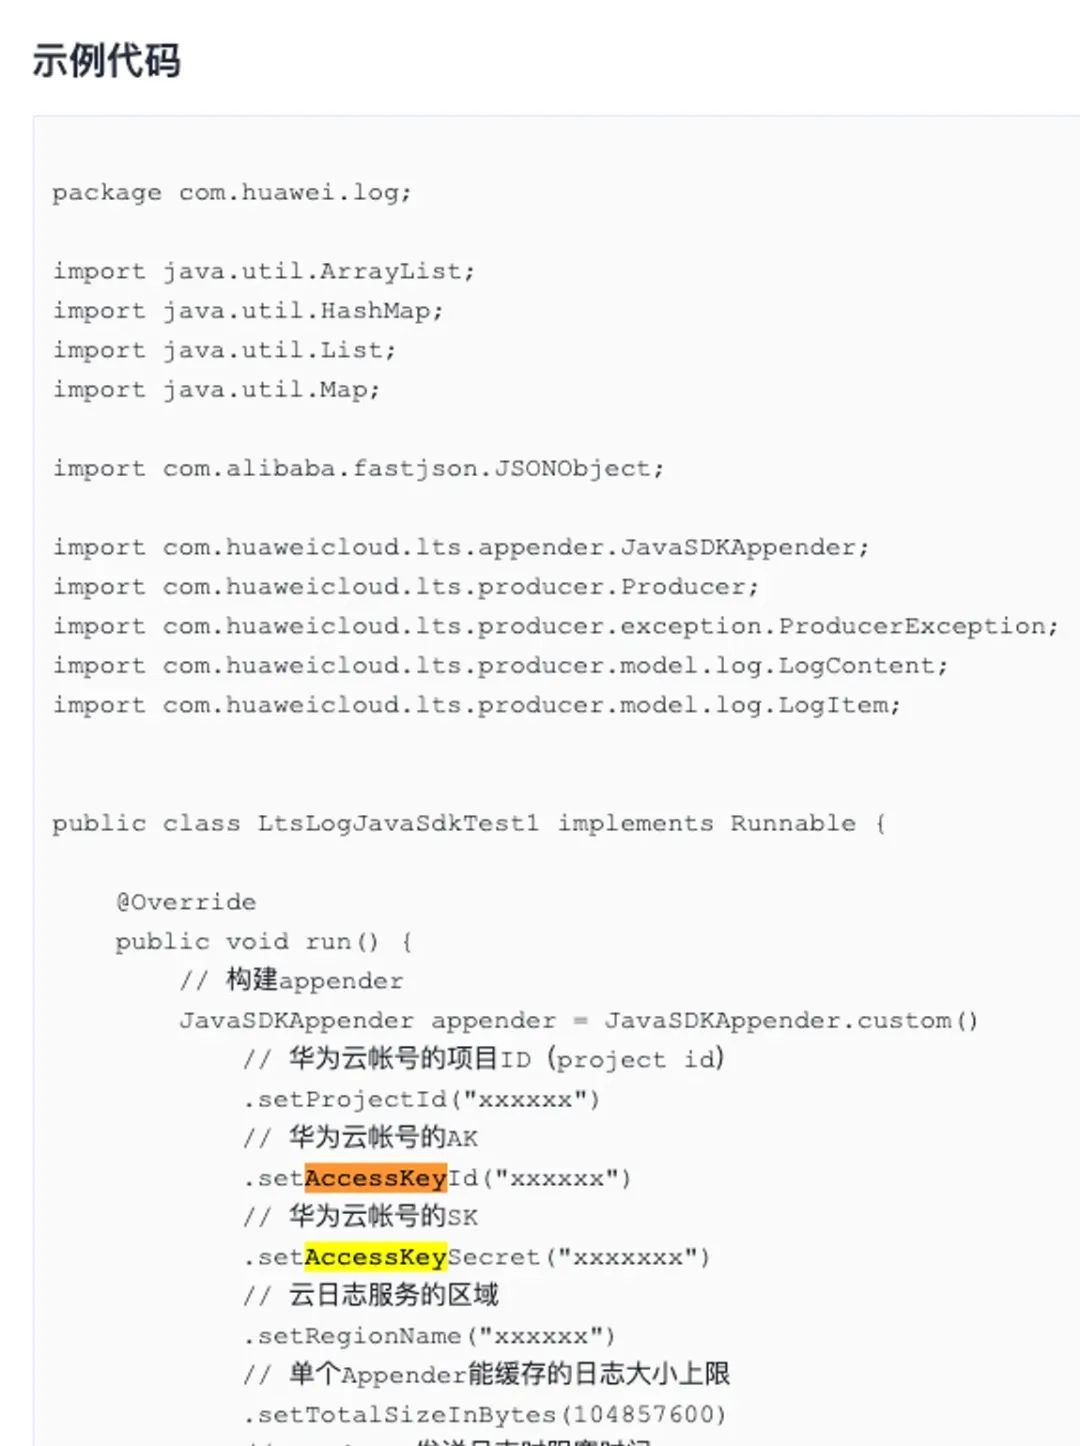 示例代码
package com.huawei.log;
import java.util.ArrayList;
import java.util.HashMap;
import java.util.List;
import java.util.Map;
import com.alibaba.fastjson.JSONObject;
import com.huaweicloud.lts.appender.JavaSDKAppender;
import com.huaweicloud.lts.producer.Producer;
import com.huaweicloud.lts.producer.exception.ProducerException;
import com.huaweicloud.lts.producer.model.log.LogContent;
import com.huaweicloud.lts.producer.model.log.LogItem;
public class LtsLogJavaSdkTest1 implements Runnable {
@Override
public void run() {
// 构建appender
JavaSDKAppender appender = JavaSDKAppender.custom()
// 华为云帐号的项目ID（project id）
.setProjectId("xxxxxx")
// 华为云帐号的AK
.setAccessKeyId("xxxxxx")
// 华为云帐号的SK
.setAccessKeySecret("xxxxxxx")
// 云日志服务的区域
.setRegionName("xxxxxx")
// 单个Appender能缓存的日志大小上限
.setTotalSizeInBytes(104857600)